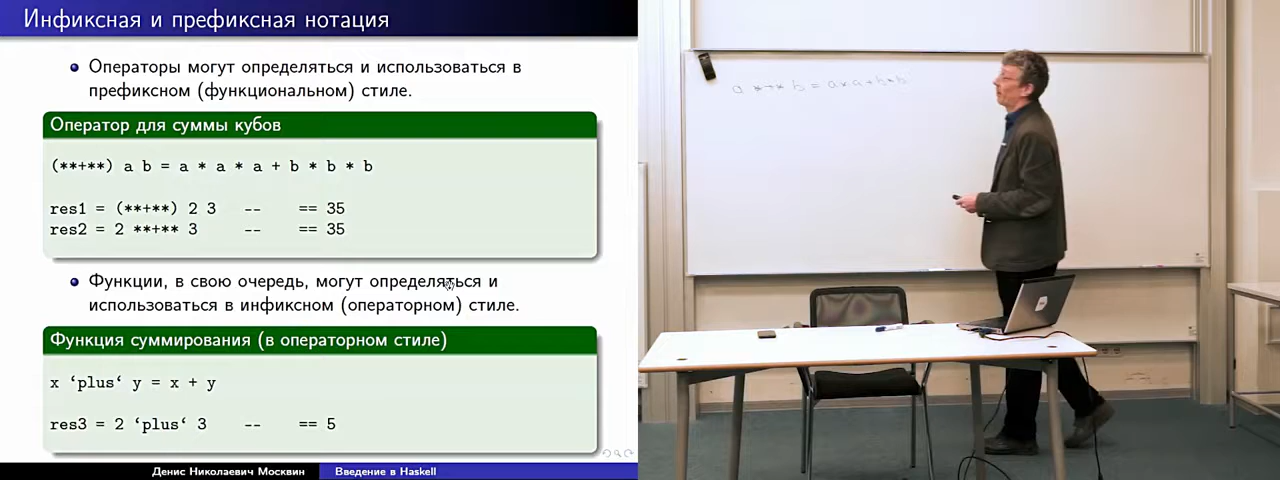 Инфиксная и префиксная нотация
Операторы могут определяться и использоваться в
префиксном (функциональном) стиле.
Оператор для суммы кубов
(**+**) a b = a * a * a + b * b * b
res1 = (**+**) 2 3 -- == 35
res2 = 2 **+** 3 -- == 35
Функции, в свою очередь, могут определяться и
использоваться в инфиксном (операторном) стиле.
Функция суммирования (в операторном стиле)
x ‘plus‘ y = x + y
res3 = 2 ‘plus‘ 3 -- == 5
Денис Николаевич Москвин Введение в Haskell
a *+* b = a*a+b*b